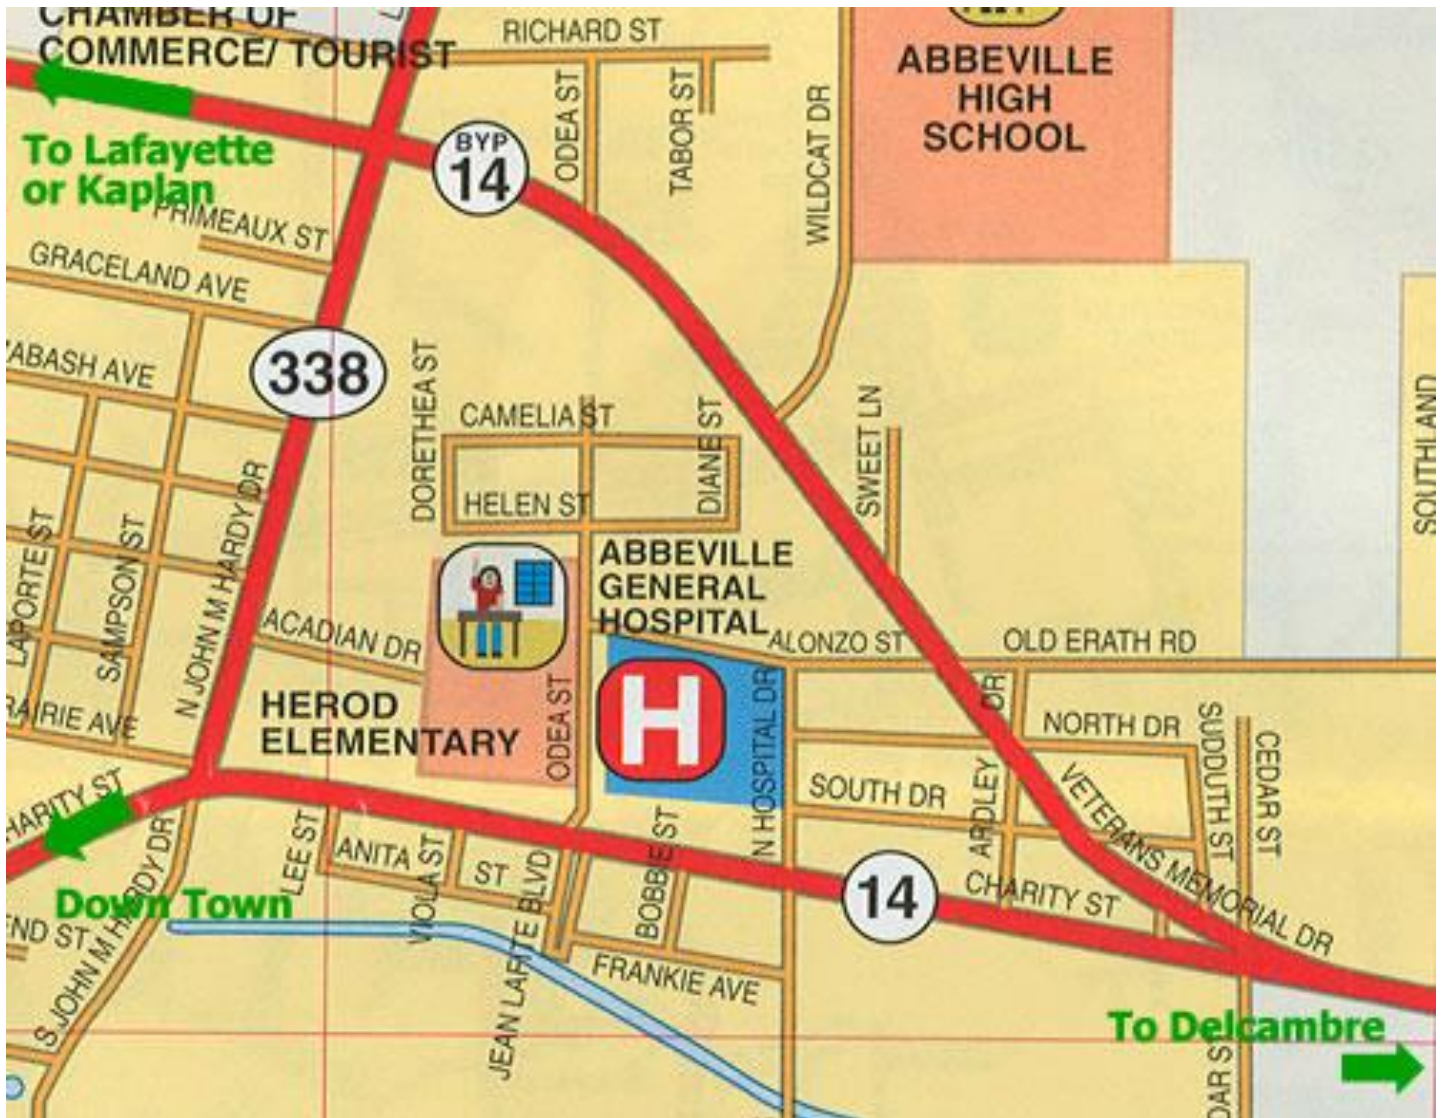 CHAMBER OF
COMMERCE/ TOURIST
RICHARD ST
ODEA ST
TABOR ST
WILDCAT DR
ABBEVILLE
HIGH
SCHOOL
To Lafayette
or Kaplan
BYP
14
PRIMEAUX ST
GRACELAND AVE
ABASH AVE
338
DORETHEA ST
CAMELIA ST
DIANE ST
HELEN ST
SWEET LN
SOUTHLAND
N JOHN M HARDY DR
LAPORTE ST
SAMPSON ST
ABBEVILLE
GENERAL
HOSPITAL
ACADIAN DR
ALONZO ST
OLD ERATH RD
HEROD
ELEMENTARY
ODEA ST
H
N HOSPITAL DR
RAIRIE AVE
NORTH DR
SOUTH DR
ARDLEY DR
SUDDUTH ST
CEDAR ST
VETERANS MEMORIAL DR
HARITY ST
LEE ST
ANITA ST
VIOLA ST
BOBBIE ST
14
CHARITY ST
Down Town
END ST
S JOHN M HARDY DR
JEAN LARTE BLVD
FRANKIE AVE
To Delcambre
DAR S